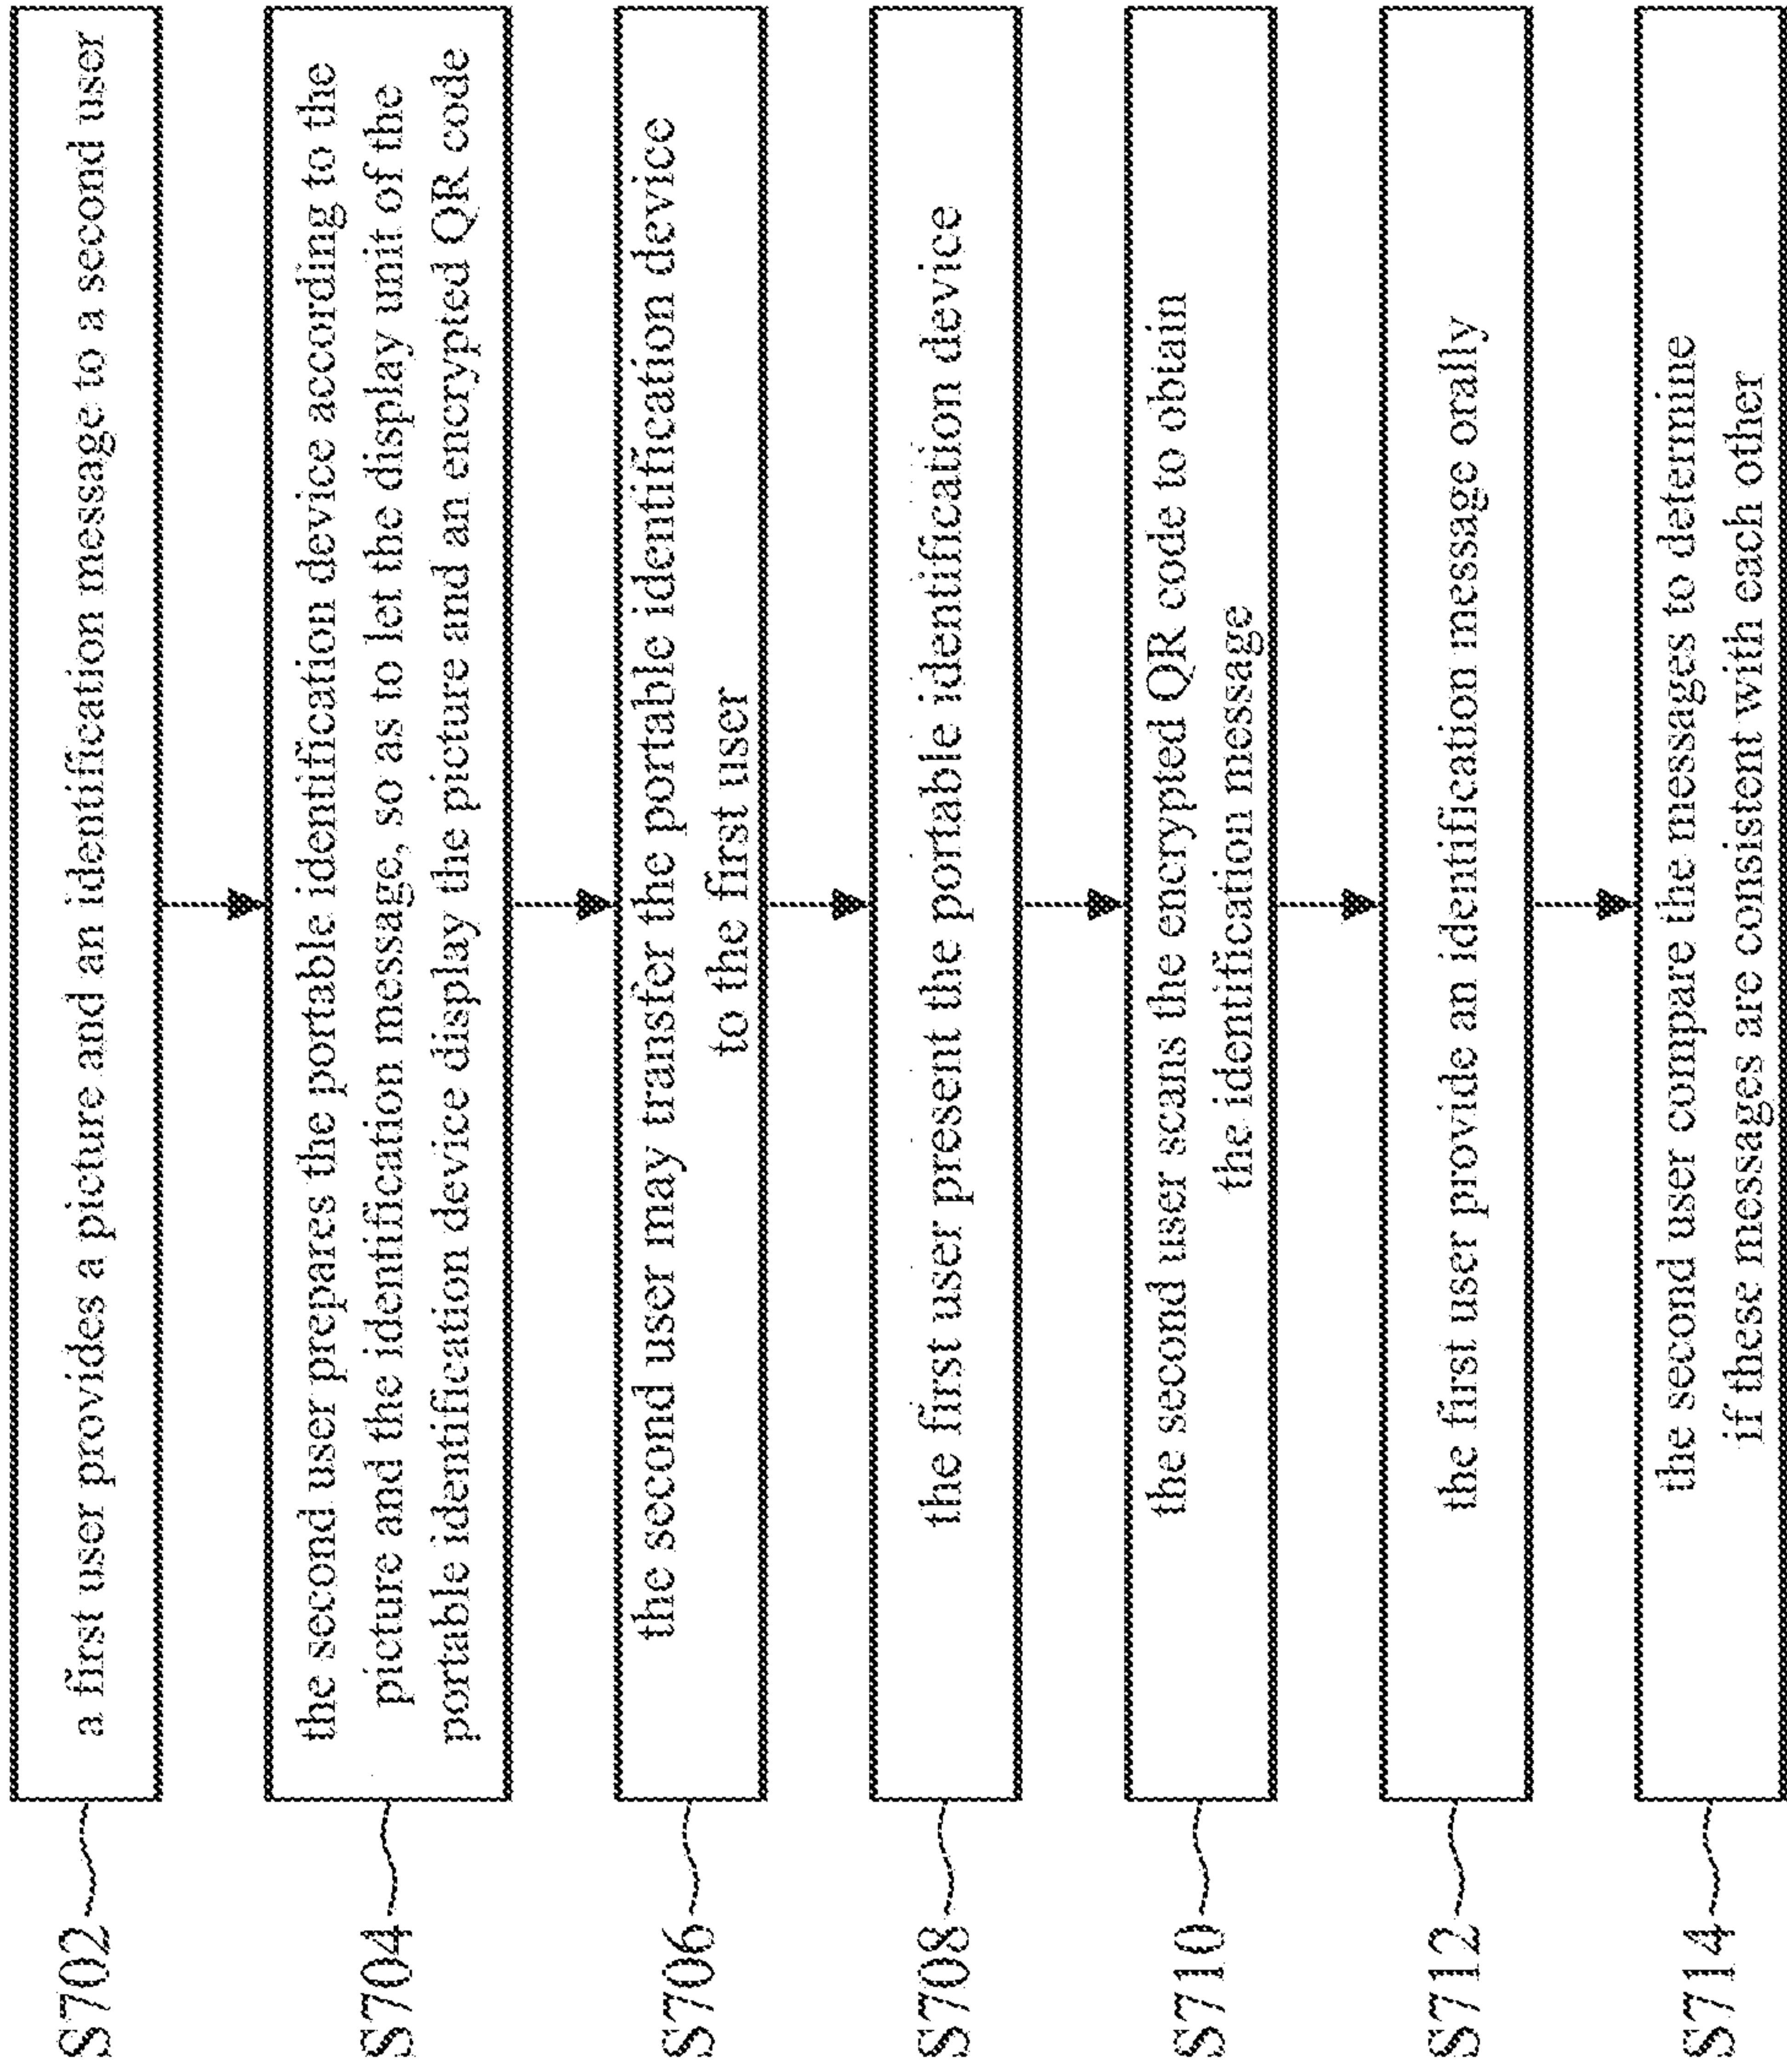 S702
a first user provides a picture and an identification message to a second user
S704
the second user prepares the portable identification device according to the
picture and the identification message, so as to let the display unit of the
portable identification device display the picture and an encrypted QR code
S706
the second user may transfer the portable identification device
to the first user
S708
the first user present the portable identification device
S710
the second user scans the encrypted QR code to obtain
the identification message
S712
the first user provide an identification message orally
S714
the second user compare the messages to determine
if these messages are consistent with each other